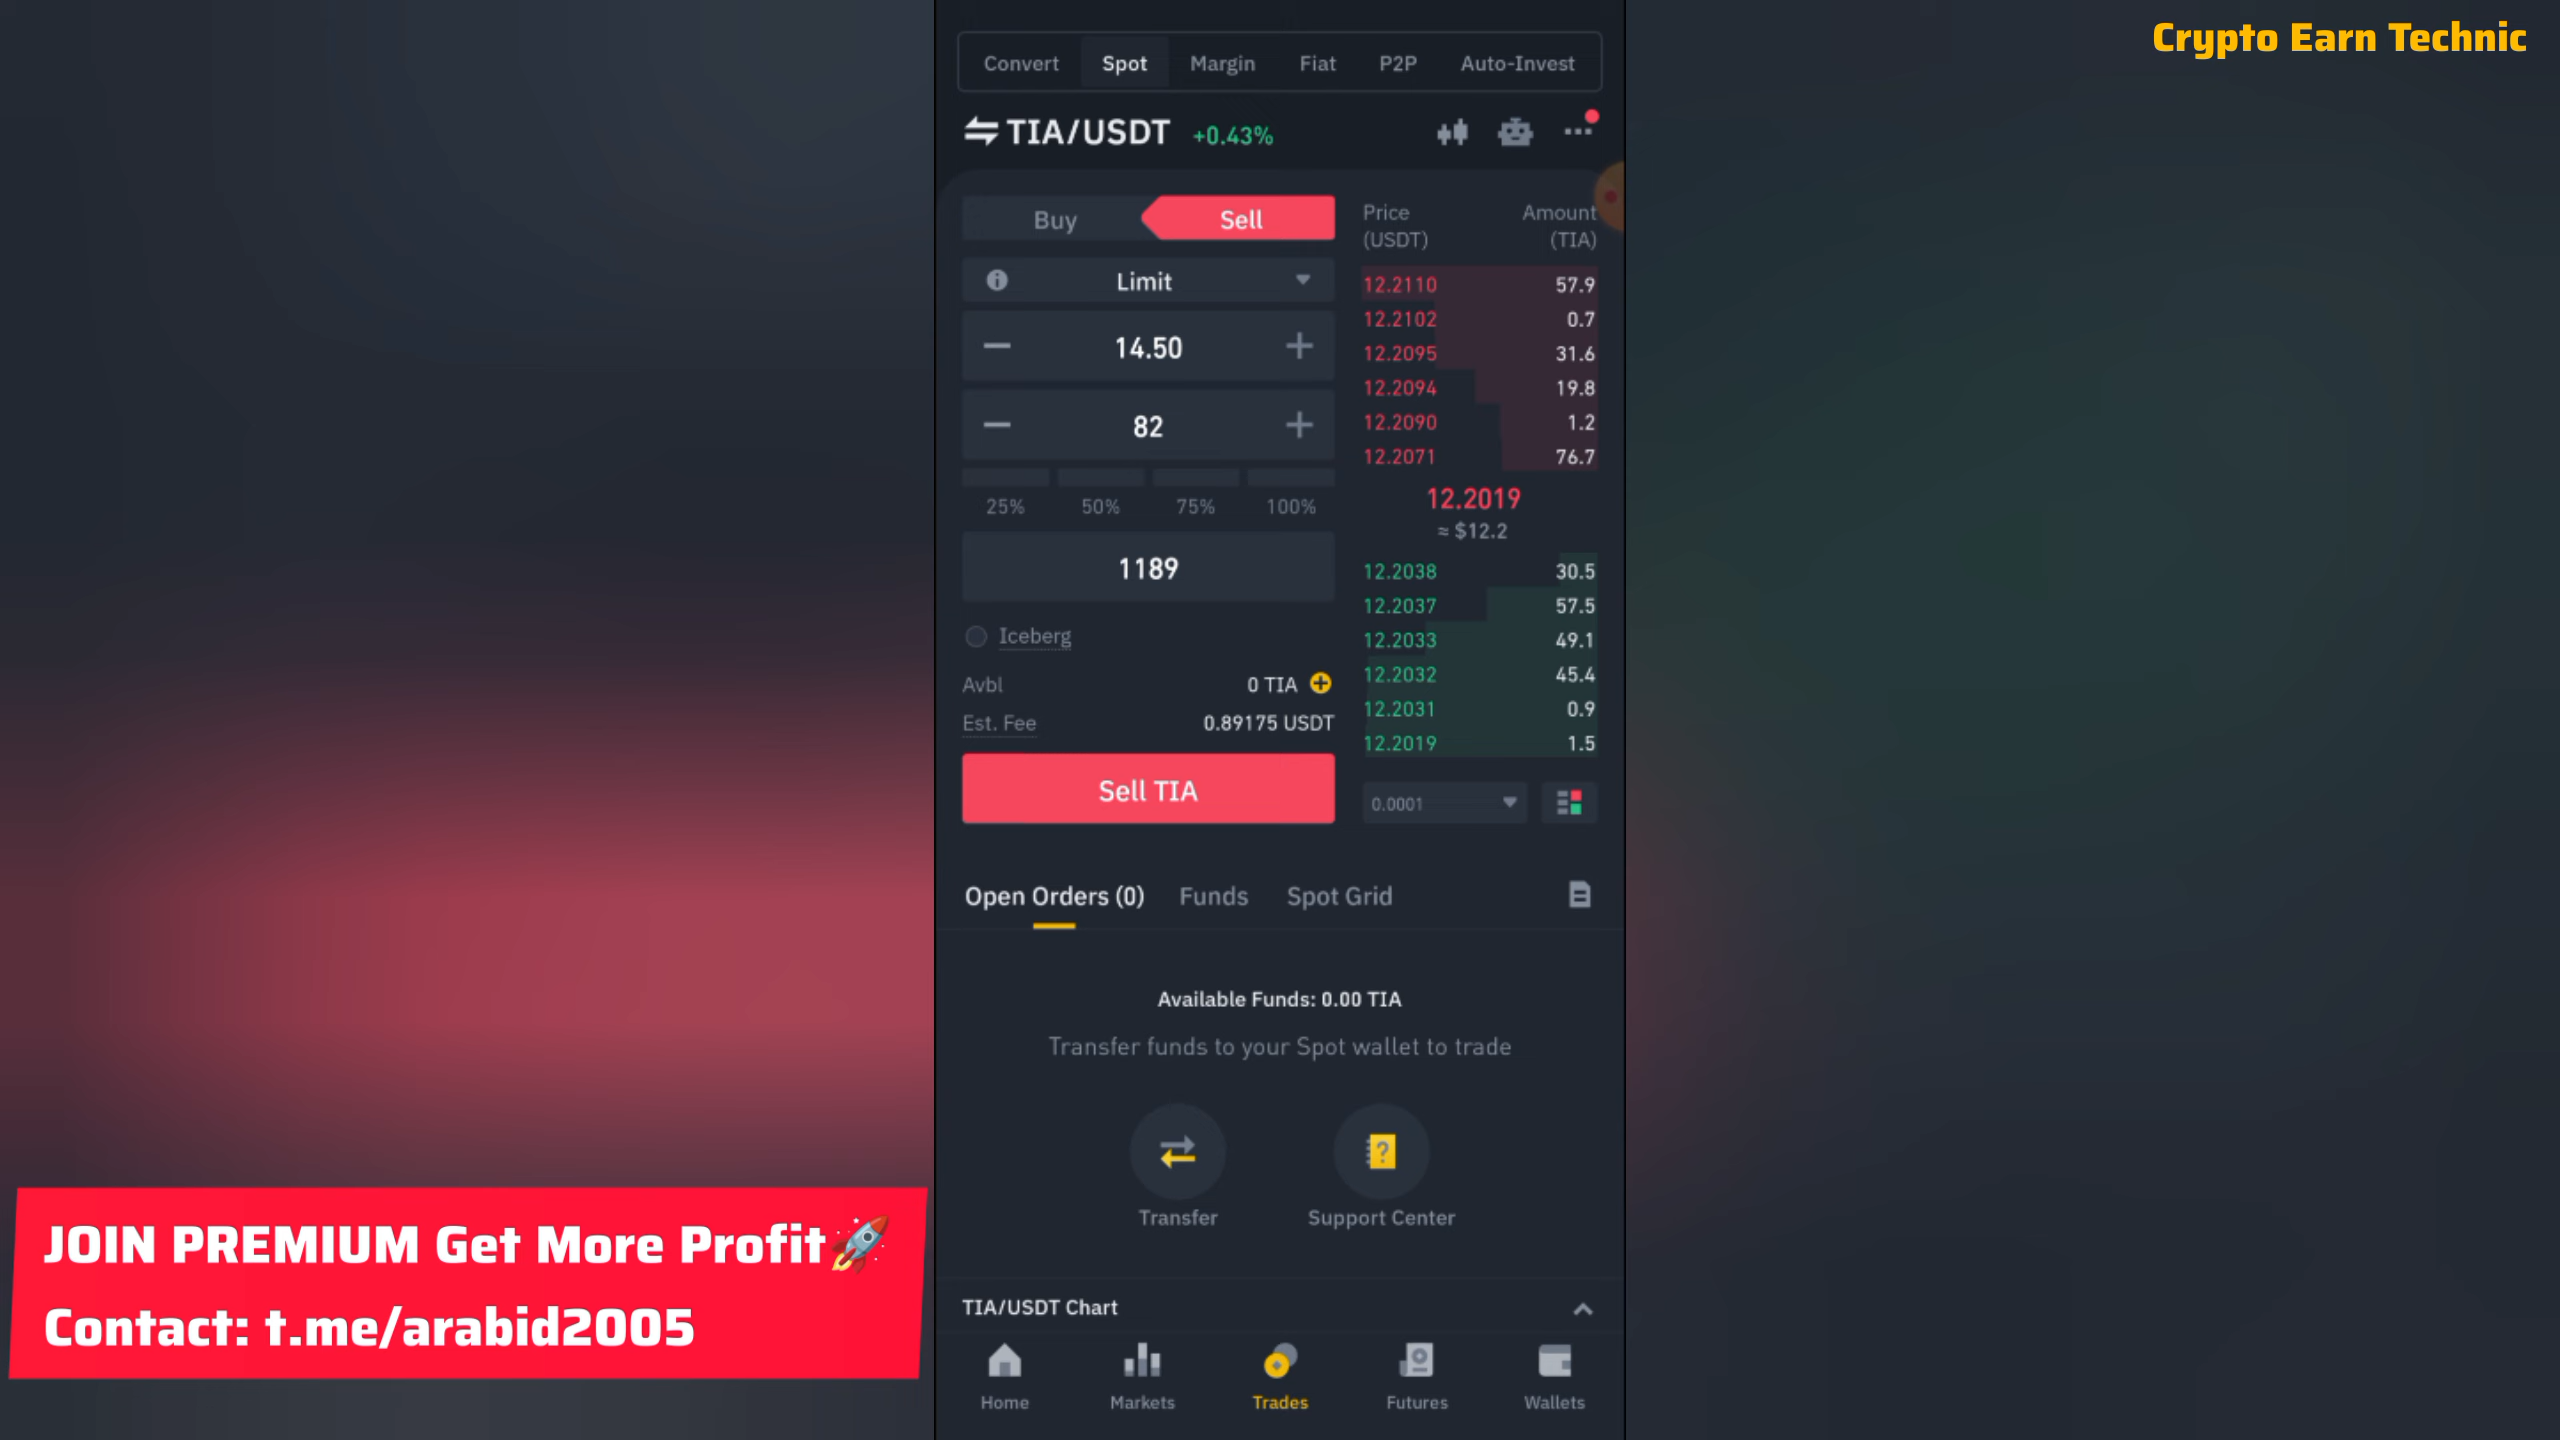 Crypto Earn Technic
Convert Spot Margin Fiat P2P Auto-Invest
TIA/USDT +0.43%
Buy Sell
Limit
14.50
82
25% 50% 75% 100%
1189
Iceberg
Avbl 0 TIA
Est. Fee 0.89175 USDT
Sell TIA
Price Amount
(USDT) (TIA)
12.2110 57.9
12.2102 0.7
12.2095 31.6
12.2094 19.8
12.2090 1.2
12.2071 76.7
12.2019
≈ $12.2
12.2038 30.5
12.2037 57.5
12.2033 49.1
12.2032 45.4
12.2031 0.9
12.2019 1.5
0.0001
Open Orders (0) Funds Spot Grid
Available Funds: 0.00 TIA
Transfer funds to your Spot wallet to trade
Transfer Support Center
TIA/USDT Chart
Home Markets Trades Futures Wallets
JOIN PREMIUM Get More Profit🚀
Contact: t.me/arabid2005